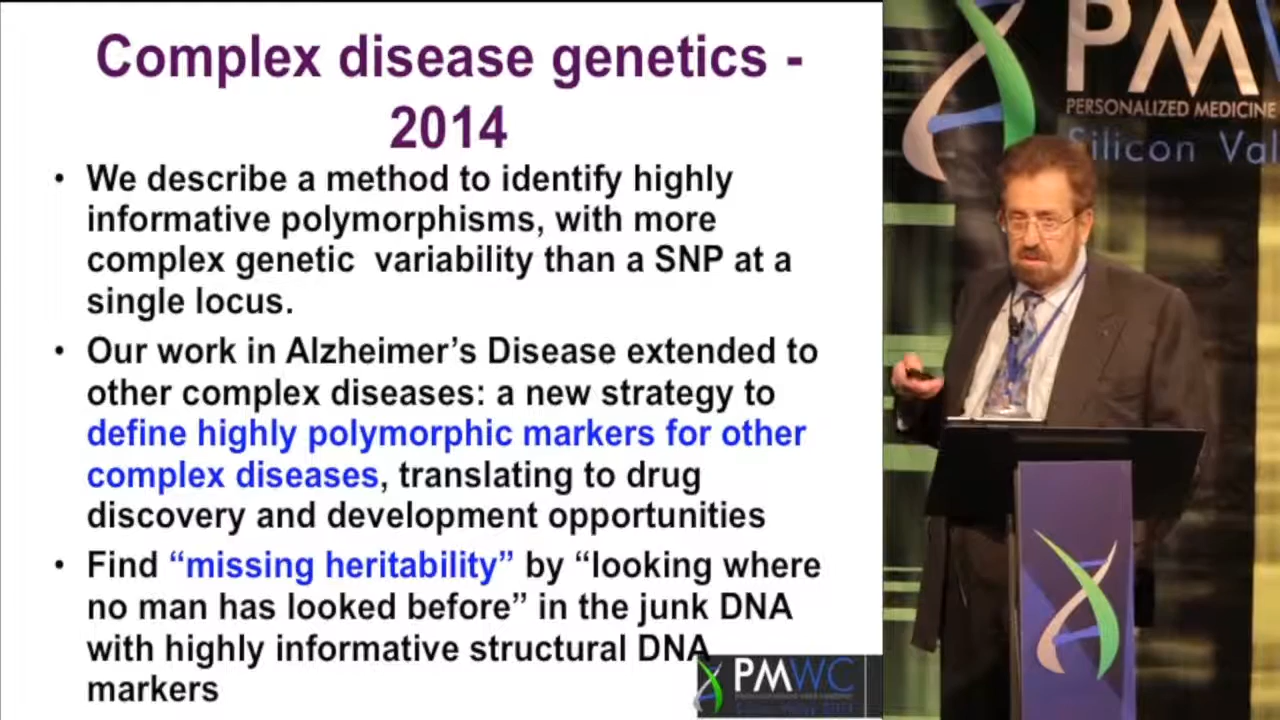 Complex disease genetics -
2014
• We describe a method to identify highly
informative polymorphisms, with more
complex genetic variability than a SNP at a
single locus.
• Our work in Alzheimer's Disease extended to
other complex diseases: a new strategy to
define highly polymorphic markers for other
complex diseases, translating to drug
discovery and development opportunities
• Find “missing heritability” by “looking where
no man has looked before” in the junk DNA
with highly informative structural DNA
markers
PMWC
PMW
PERSONALIZED MEDICINE
Silicon Val